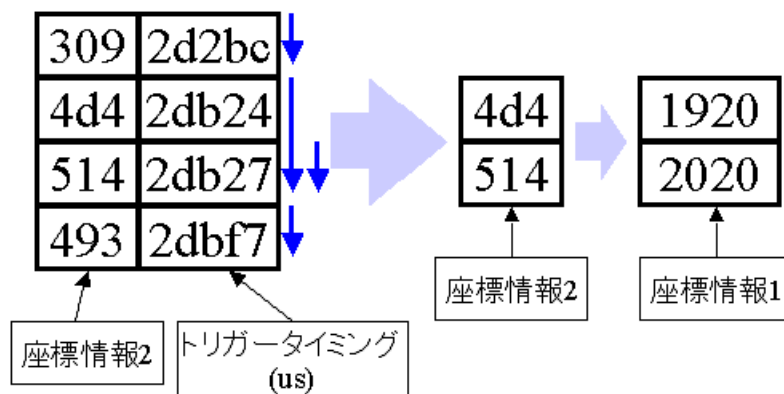 309 2d2bc
4d4 2db24
514 2db27
493 2dbf7
座標情報2
トリガータイミング
(us)
4d4
514
座標情報2
1920
2020
座標情報1